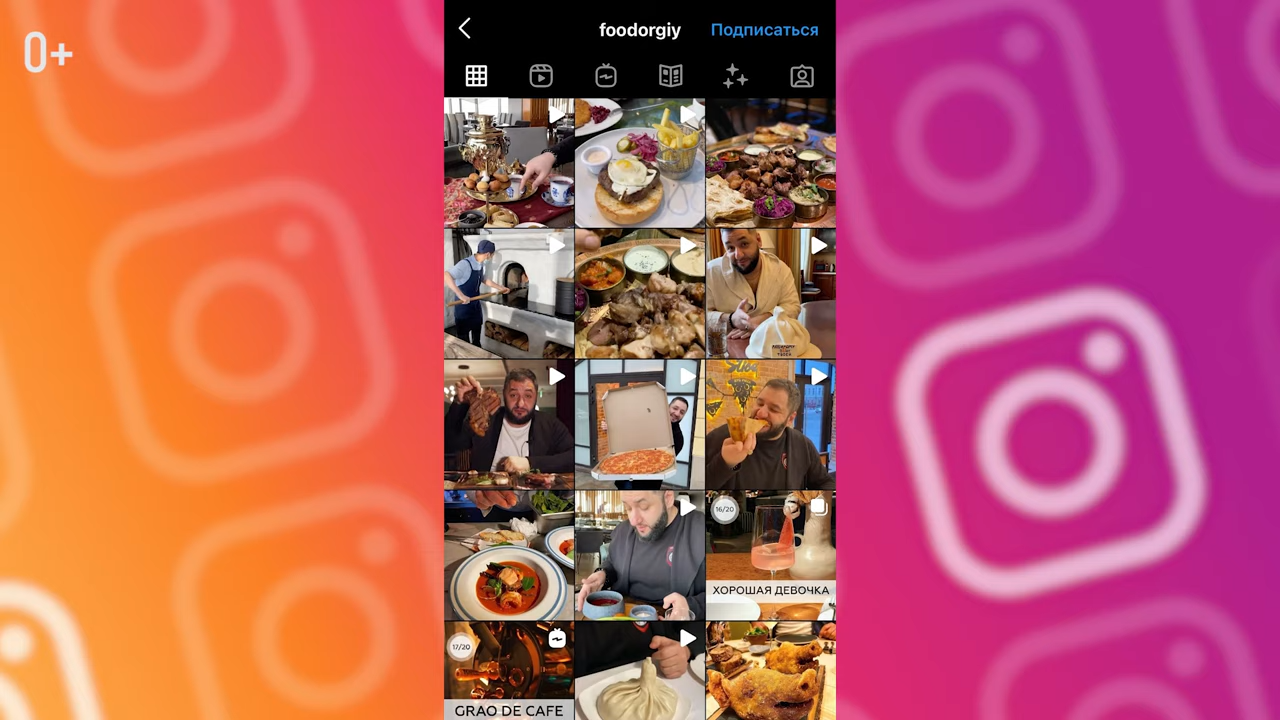 0+
foodorgiy
Подписаться
16/20
ХОРОШАЯ ДЕВОЧКА
17/20
GRAO DE CAFE